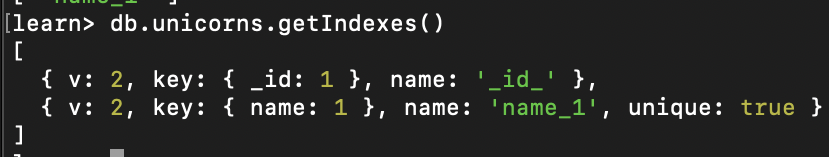 [learn> db.unicorns.getIndexes()
[
  { v: 2, key: { _id: 1 }, name: '_id_' },
  { v: 2, key: { name: 1 }, name: 'name_1', unique: true }
]